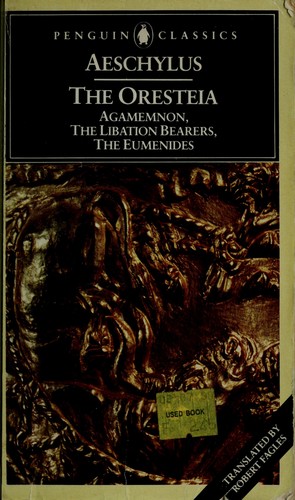 PENGUIN CLASSICS
AESCHYLUS
THE ORESTEIA
AGAMEMNON,
THE LIBATION BEARERS,
THE EUMENIDES
USED BOOK
TRANSLATED BY
ROBERT FAGLES